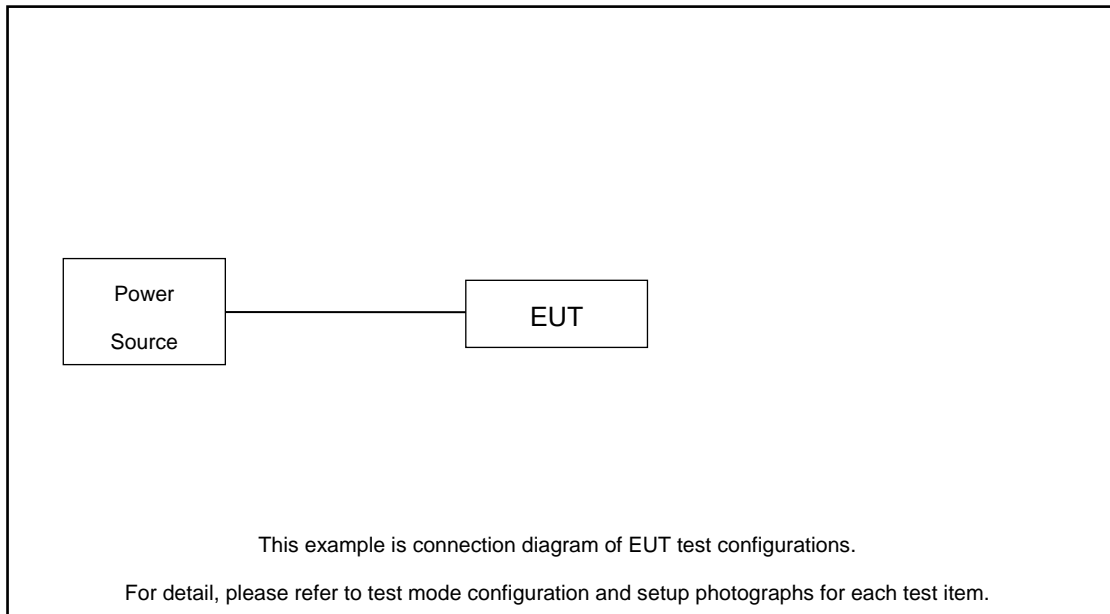 Power
Source
EUT
This example is connection diagram of EUT test configurations.
For detail, please refer to test mode configuration and setup photographs for each test item.